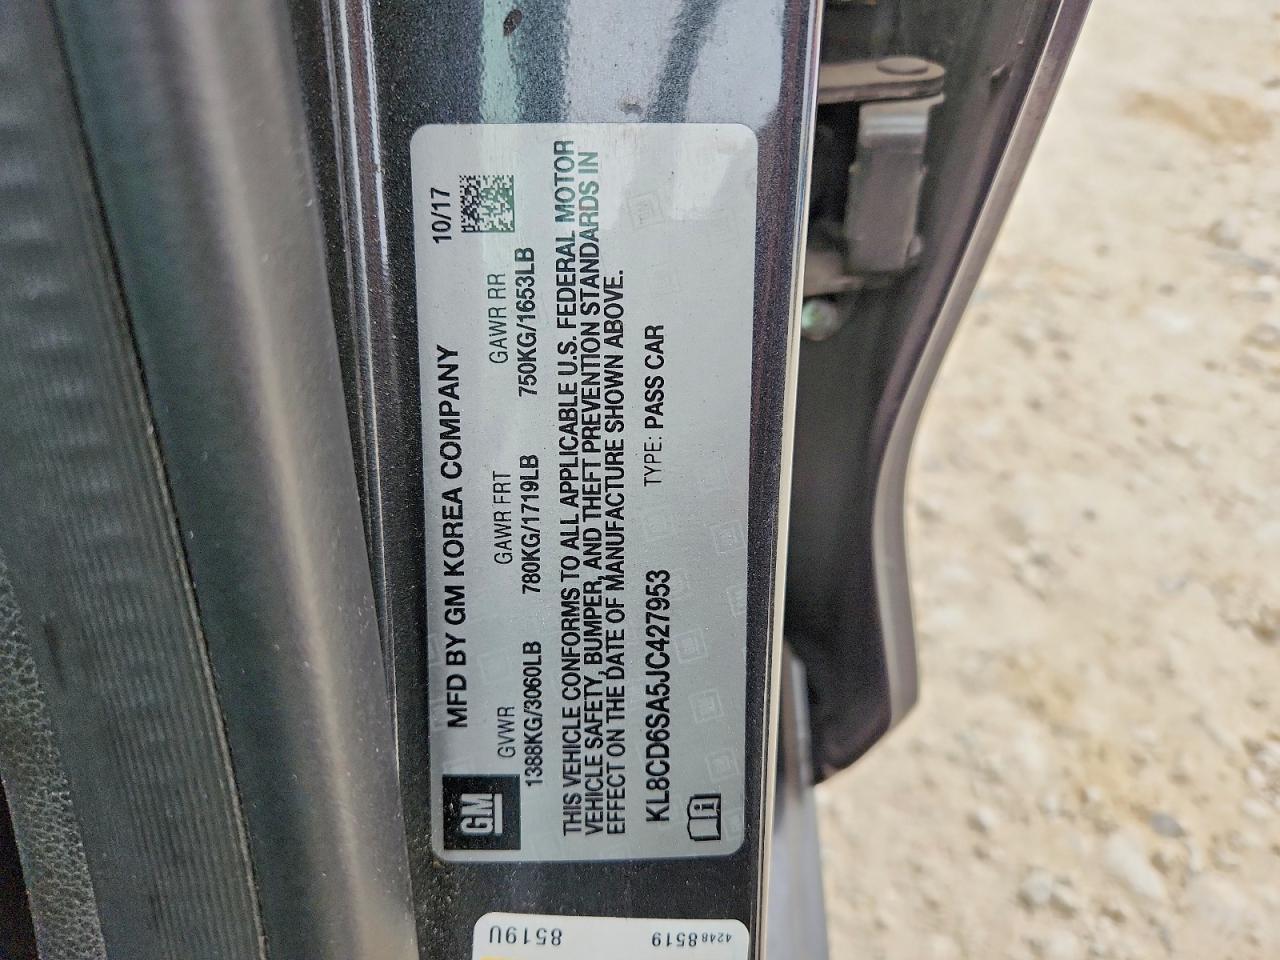 MFD BY GM KOREA COMPANY 10/17
GM
GVWR GAWR FRT GAWR RR
1388KG/3060LB 780KG/1719LB 750KG/1653LB
THIS VEHICLE CONFORMS TO ALL APPLICABLE U.S. FEDERAL MOTOR
VEHICLE SAFETY, BUMPER, AND THEFT PREVENTION STANDARDS IN
EFFECT ON THE DATE OF MANUFACTURE SHOWN ABOVE.
KL8CD6SA5JC427953 TYPE: PASS CAR
4248 8519
8519U